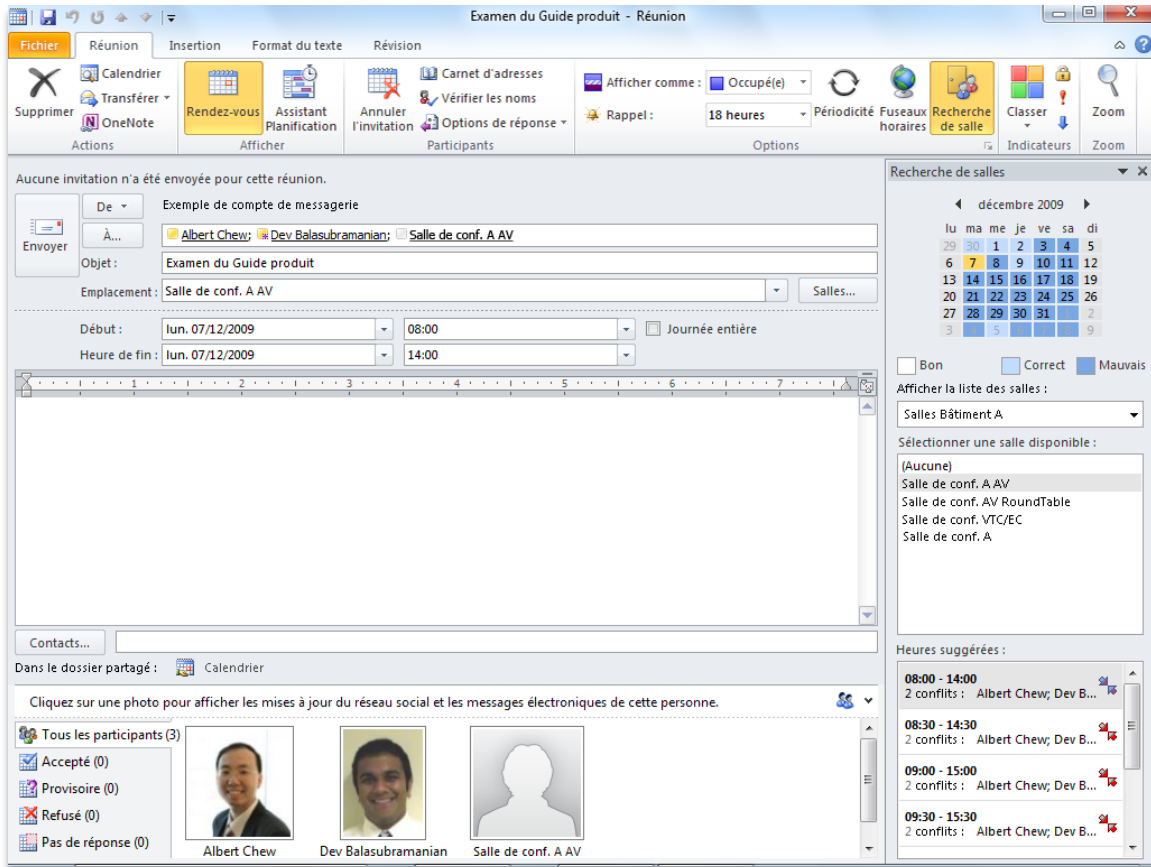 Examen du Guide produit - Réunion
Fichier Réunion Insertion Format du texte Révision
Supprimer
Calendrier
Transférer
OneNote
Actions
Rendez-vous
Assistant Planification
Afficher
Annuler l'invitation
Carnet d'adresses
Vérifier les noms
Options de réponse
Participants
Afficher comme : Occupé(e)
Rappel : 18 heures
Périodicité
Fuseaux horaires
Recherche de salle
Options
Classer
Indicateurs
Zoom
Zoom
Aucune invitation n'a été envoyée pour cette réunion.
Envoyer
De Exemple de compte de messagerie
À... Albert Chew; Dev Balasubramanian; Salle de conf. A AV
Objet : Examen du Guide produit
Emplacement : Salle de conf. A AV Salles...
Début : lun. 07/12/2009 08:00 Journée entière
Heure de fin : lun. 07/12/2009 14:00
1 2 3 4 5 6 7
Contacts...
Dans le dossier partagé : Calendrier
Cliquez sur une photo pour afficher les mises à jour du réseau social et les messages électroniques de cette personne.
Tous les participants (3)
Accepté (0)
Provisoire (0)
Refusé (0)
Pas de réponse (0)
Albert Chew Dev Balasubramanian Salle de conf. A AV
Recherche de salles
décembre 2009
lu ma me je ve sa di
29 30 1 2 3 4 5
6 7 8 9 10 11 12
13 14 15 16 17 18 19
20 21 22 23 24 25 26
27 28 29 30 31 1 2
3 4 5 6 7 8 9
Bon Correct Mauvais
Afficher la liste des salles :
Salles Bâtiment A
Sélectionner une salle disponible :
(Aucune)
Salle de conf. A AV
Salle de conf. AV RoundTable
Salle de conf. VTC/EC
Salle de conf. A
Heures suggérées :
08:00 - 14:00
2 conflits : Albert Chew; Dev B...
08:30 - 14:30
2 conflits : Albert Chew; Dev B...
09:00 - 15:00
2 conflits : Albert Chew; Dev B...
09:30 - 15:30
2 conflits : Albert Chew; Dev B...